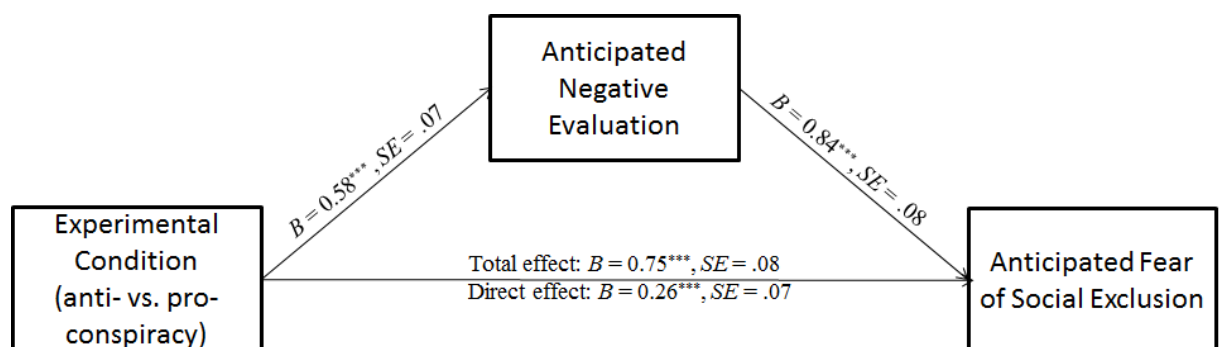 Anticipated
Negative
Evaluation
B = 0.58***, SE = .07
B = 0.84***, SE = .08
Experimental
Condition
(anti- vs. pro-
conspiracy)
Total effect: B = 0.75***, SE = .08
Direct effect: B = 0.26***, SE = .07
Anticipated Fear
of Social Exclusion